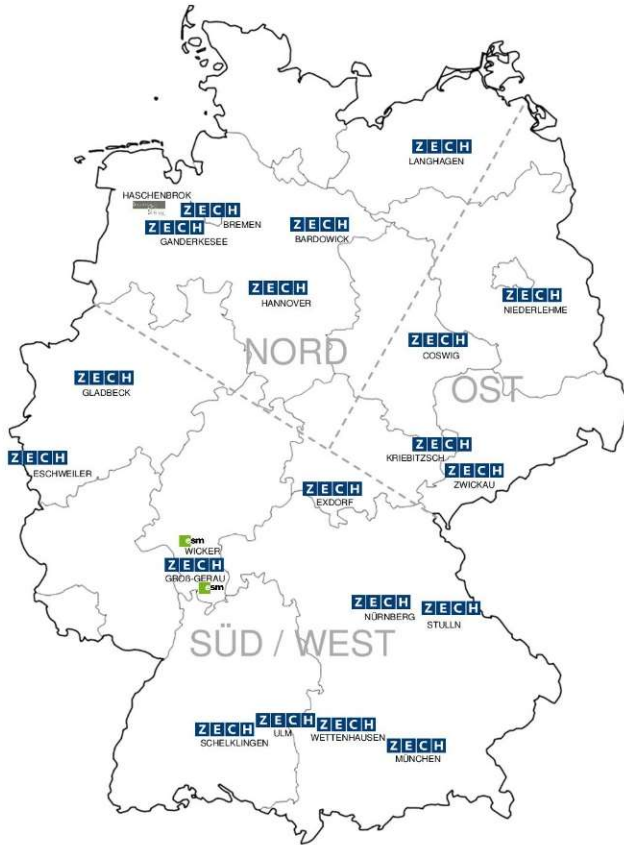 ZECH
LANGHAGEN
HASCHENBROK
ZECH
BREMEN
ZECH
GANDERKESEE
ZECH
BARDOWICK
ZECH
HANNOVER
ZECH
NIEDERLEHME
NORD
ZECH
COSWIG
OST
ZECH
GLADBECK
ZECH
ESCHWEILER
ZECH
KRIEBITZSCH
ZECH
ZWICKAU
ZECH
EXDORF
esm
WICKER
ZECH
GROß-GERAU
esm
ZECH
NÜRNBERG
ZECH
STULLN
SÜD / WEST
ZECH
SCHELKLINGEN
ZECH
ULM
ZECH
WETTENHAUSEN
ZECH
MÜNCHEN